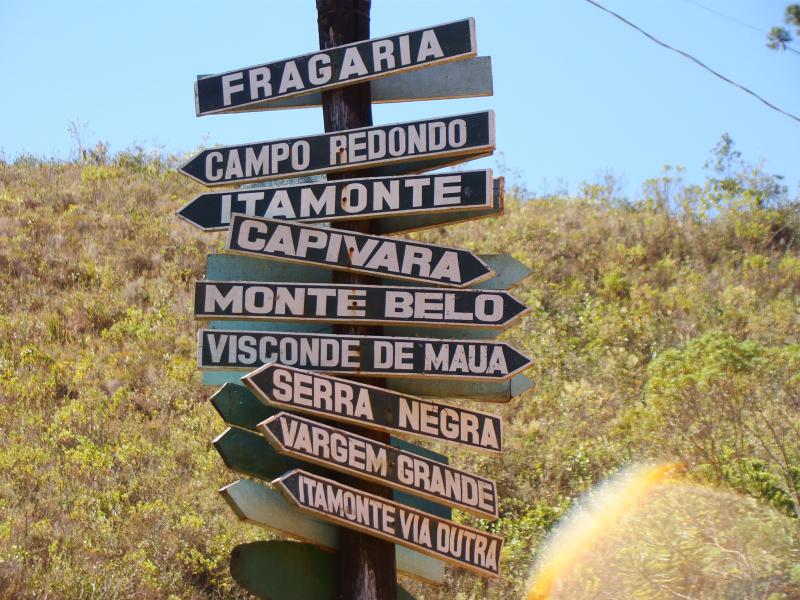 FRAGARIA
CAMPO REDONDO
ITAMONTE
CAPIVARA
MONTE BELO
VISCONDE DE MAUA
SERRA NEGRA
VARGEM GRANDE
ITAMONTE VIA DUTRA